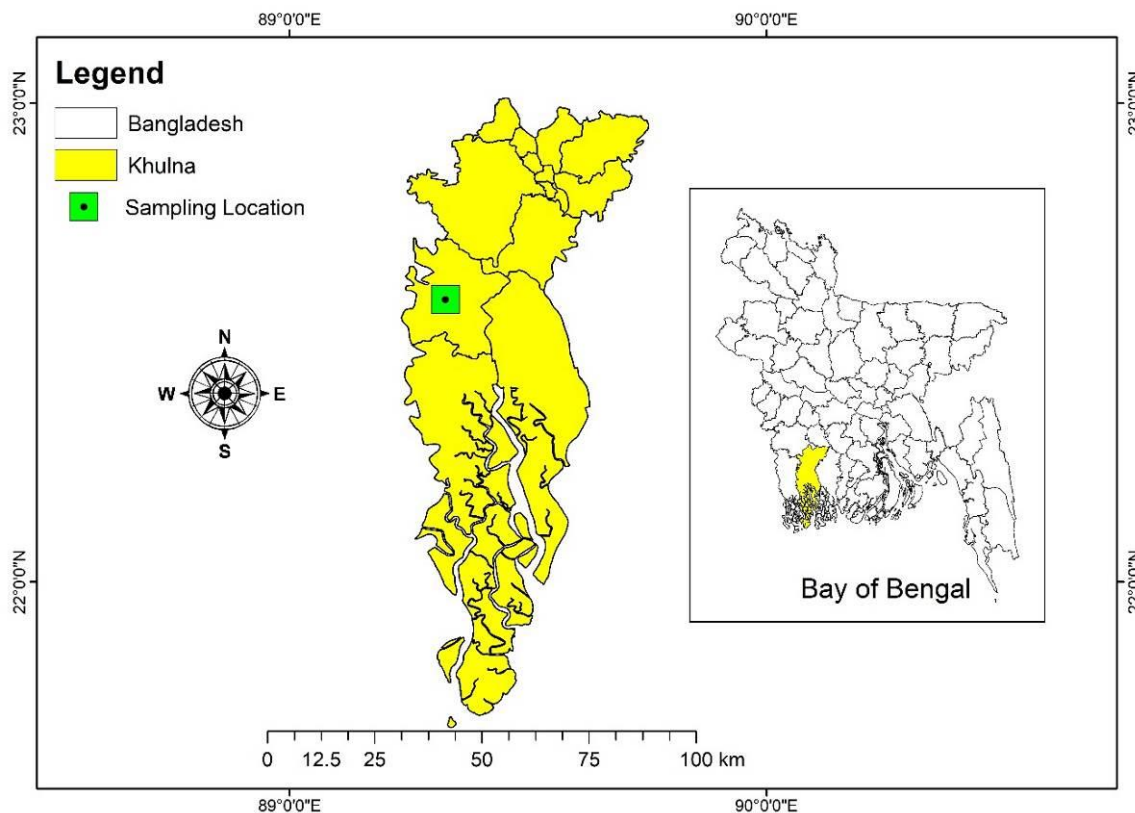 89°0'0"E
90°0'0"E
23°0'0"N
23°0'0"N
Legend
Bangladesh
Khulna
Sampling Location
N
W
E
S
22°0'0"N
22°0'0"N
Bay of Bengal
0 12.5 25 50 75 100 km
89°0'0"E
90°0'0"E